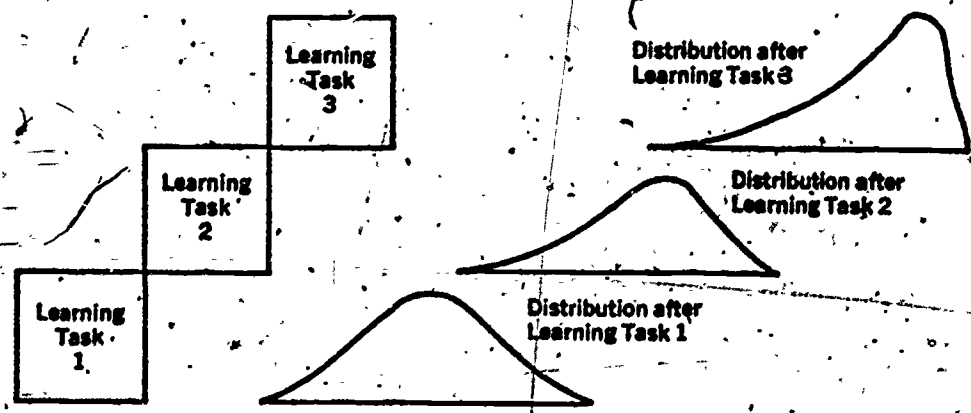 Learning
Task
3
Distribution after
Learning Task 3
Learning
Task
2
Distribution after
Learning Task 2
Learning
Task
1
Distribution after
Learning Task 1